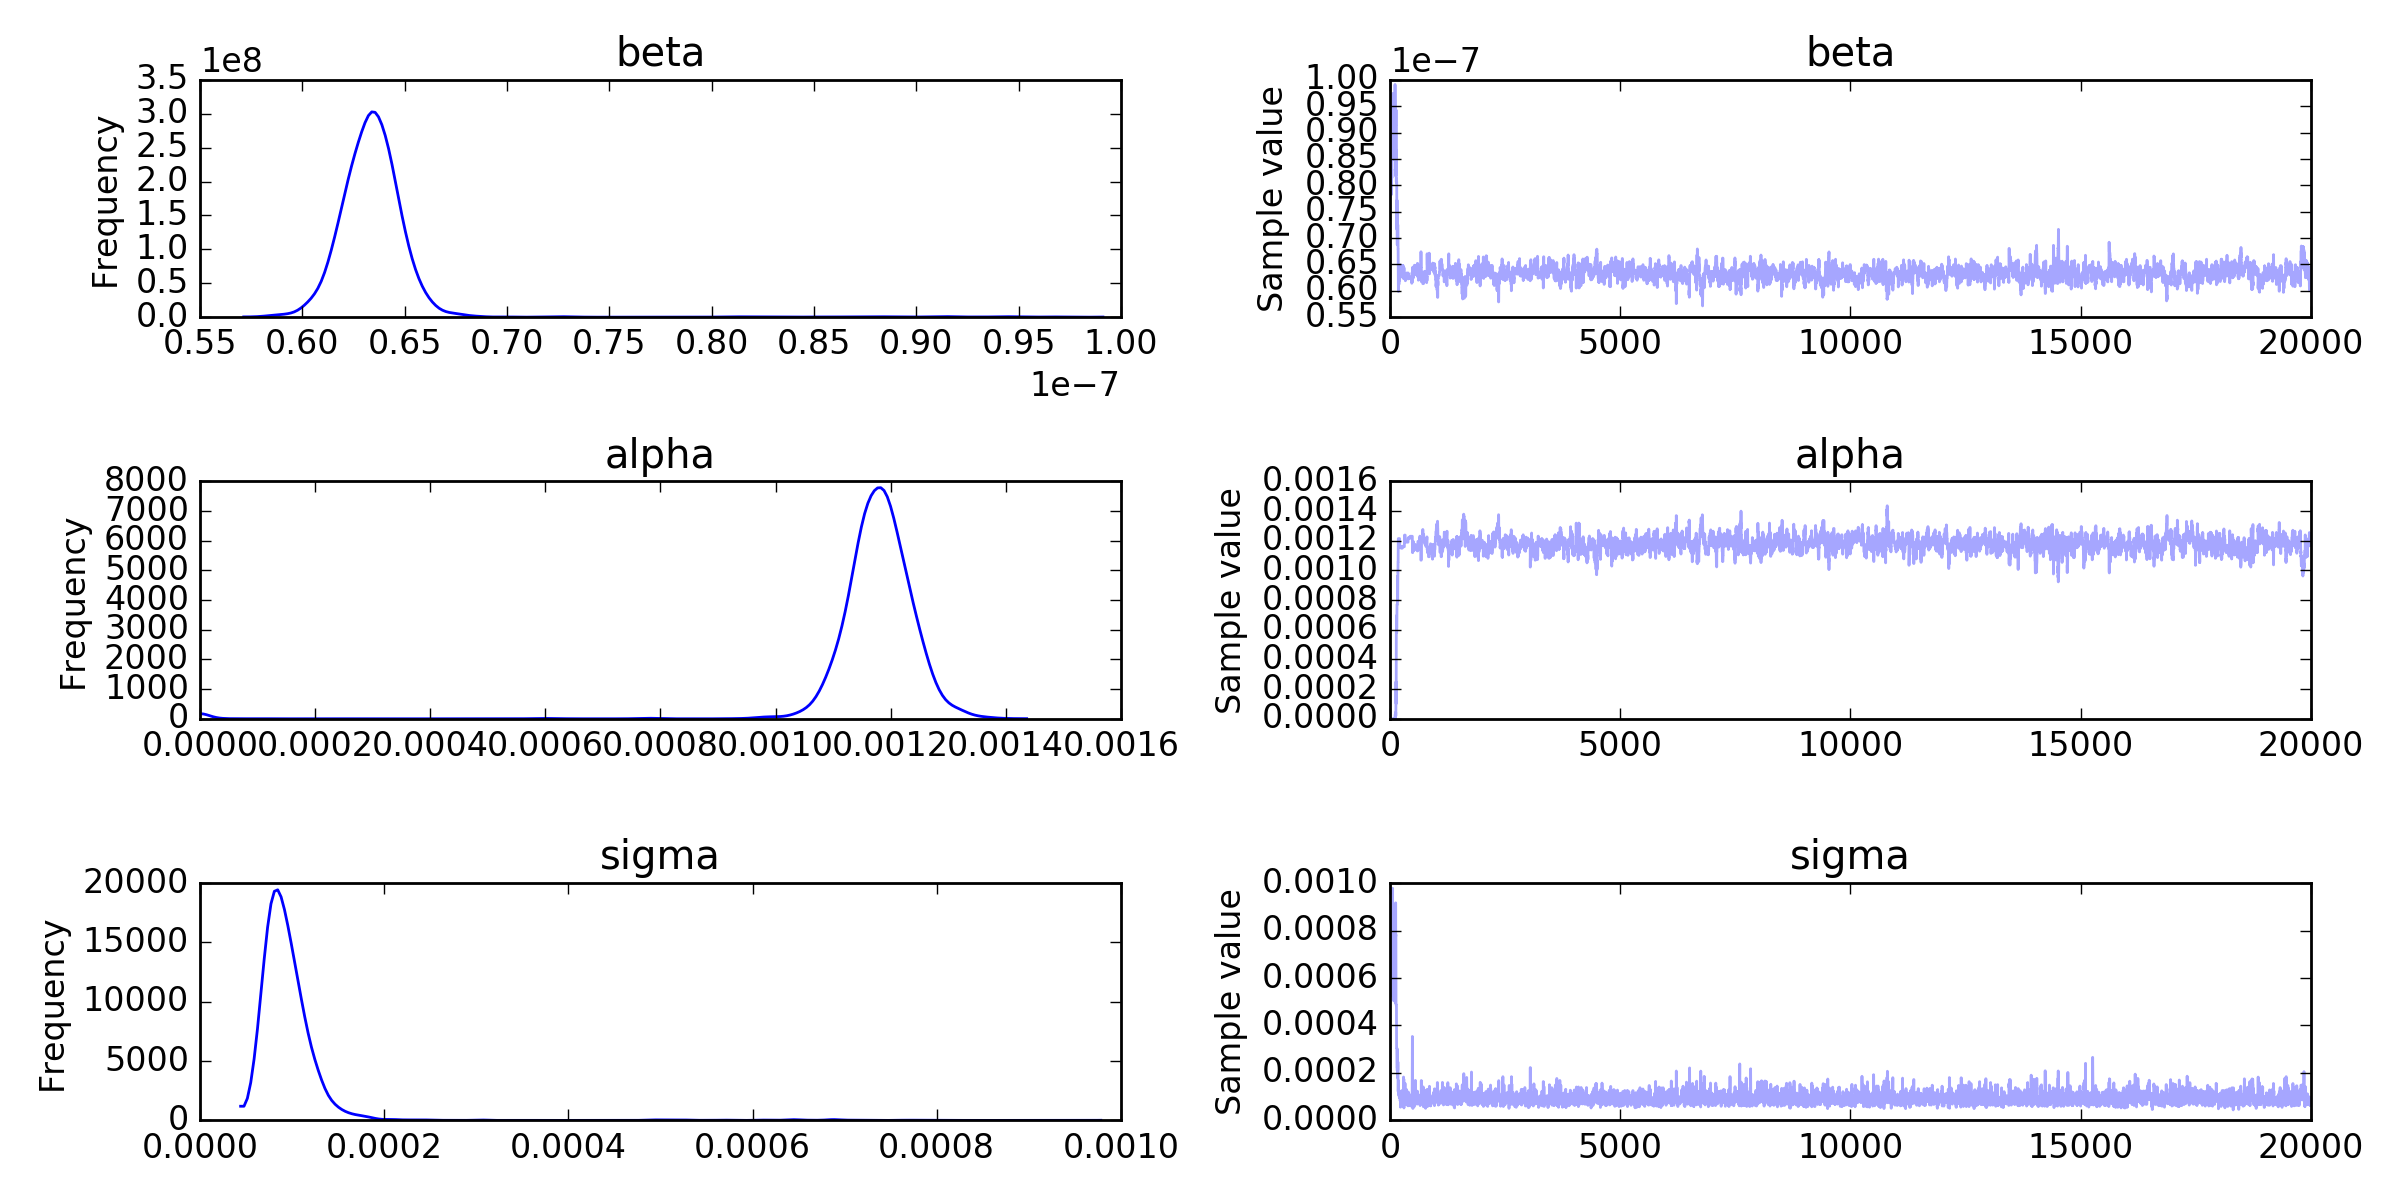 beta
1e8
3.5
3.0
2.5
2.0
1.5
1.0
0.5
0.0
Frequency
0.55 0.60 0.65 0.70 0.75 0.80 0.85 0.90 0.95 1.00
1e−7
beta
1e−7
1.00
0.95
0.90
0.85
0.80
0.75
0.70
0.65
0.60
0.55
Sample value
0 5000 10000 15000 20000
alpha
8000
7000
6000
5000
4000
3000
2000
1000
0
Frequency
0.0000 0.0002 0.0004 0.0006 0.0008 0.0010 0.0012 0.0014 0.0016
alpha
0.0016
0.0014
0.0012
0.0010
0.0008
0.0006
0.0004
0.0002
0.0000
Sample value
0 5000 10000 15000 20000
sigma
20000
15000
10000
5000
0
Frequency
0.0000 0.0002 0.0004 0.0006 0.0008 0.0010
sigma
0.0010
0.0008
0.0006
0.0004
0.0002
0.0000
Sample value
0 5000 10000 15000 20000